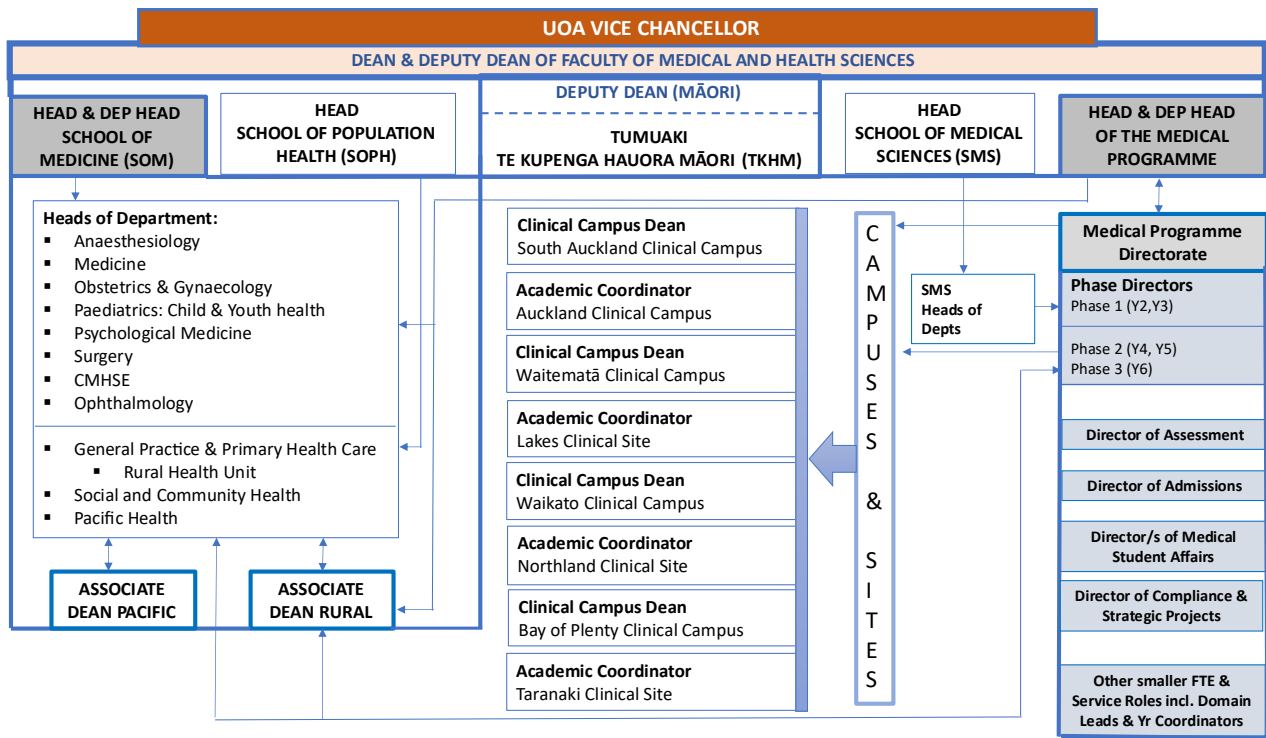 UOA VICE CHANCELLOR
DEAN & DEPUTY DEAN OF FACULTY OF MEDICAL AND HEALTH SCIENCES
HEAD & DEP HEAD
SCHOOL OF
MEDICINE (SOM)
HEAD
SCHOOL OF POPULATION
HEALTH (SOPH)
DEPUTY DEAN (MĀORI)
TUMUAKI
TE KUPENGA HAUORA MĀORI (TKHM)
HEAD
SCHOOL OF MEDICAL
SCIENCES (SMS)
HEAD & DEP HEAD
OF THE MEDICAL
PROGRAMME
Heads of Department:
▪ Anaesthesiology
▪ Medicine
▪ Obstetrics & Gynaecology
▪ Paediatrics: Child & Youth health
▪ Psychological Medicine
▪ Surgery
▪ CMHSE
▪ Ophthalmology
▪ General Practice & Primary Health Care
▪ Rural Health Unit
▪ Social and Community Health
▪ Pacific Health
ASSOCIATE
DEAN PACIFIC
ASSOCIATE
DEAN RURAL
Clinical Campus Dean
South Auckland Clinical Campus
Academic Coordinator
Auckland Clinical Campus
Clinical Campus Dean
Waitematā Clinical Campus
Academic Coordinator
Lakes Clinical Site
Clinical Campus Dean
Waikato Clinical Campus
Academic Coordinator
Northland Clinical Site
Clinical Campus Dean
Bay of Plenty Clinical Campus
Academic Coordinator
Taranaki Clinical Site
CAMPUSES & SITES
SMS
Heads of
Depts
Medical Programme
Directorate
Phase Directors
Phase 1 (Y2,Y3)
Phase 2 (Y4, Y5)
Phase 3 (Y6)
Director of Assessment
Director of Admissions
Director/s of Medical
Student Affairs
Director of Compliance &
Strategic Projects
Other smaller FTE &
Service Roles incl. Domain
Leads & Yr Coordinators